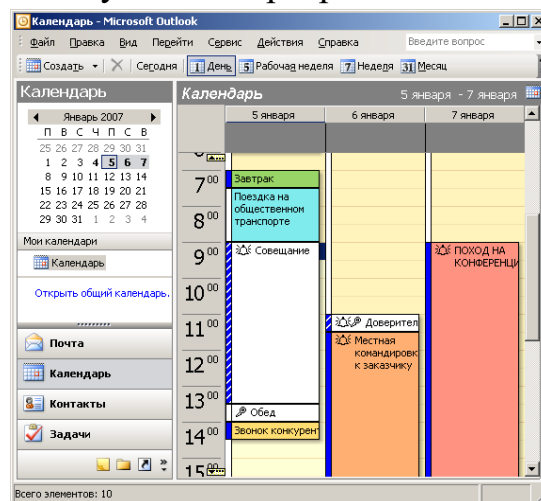 Календарь - Microsoft Outlook
Файл Правка Вид Перейти Сервис Действия Справка Введите вопрос
Создать Сегодня 1 День 5 Рабочая неделя 7 Неделя 31 Месяц
Календарь
Январь 2007
П В С Ч П С В
25 26 27 28 29 30 31
1 2 3 4 5 6 7
8 9 10 11 12 13 14
15 16 17 18 19 20 21
22 23 24 25 26 27 28
29 30 31 1 2 3 4
Мои календари
Календарь
Открыть общий календарь.
Почта
Календарь
Контакты
Задачи
Календарь 5 января - 7 января
5 января 6 января 7 января
7 00 Завтрак
Поездка на
общественном
8 00 транспорте
9 00 Совещание ПОХОД НА
КОНФЕРЕНЦИ
10 00
11 00 Доверител
Местная
командировк
12 00 к заказчику
13 00
Обед
14 00 Звонок конкурент
15
Всего элементов: 10